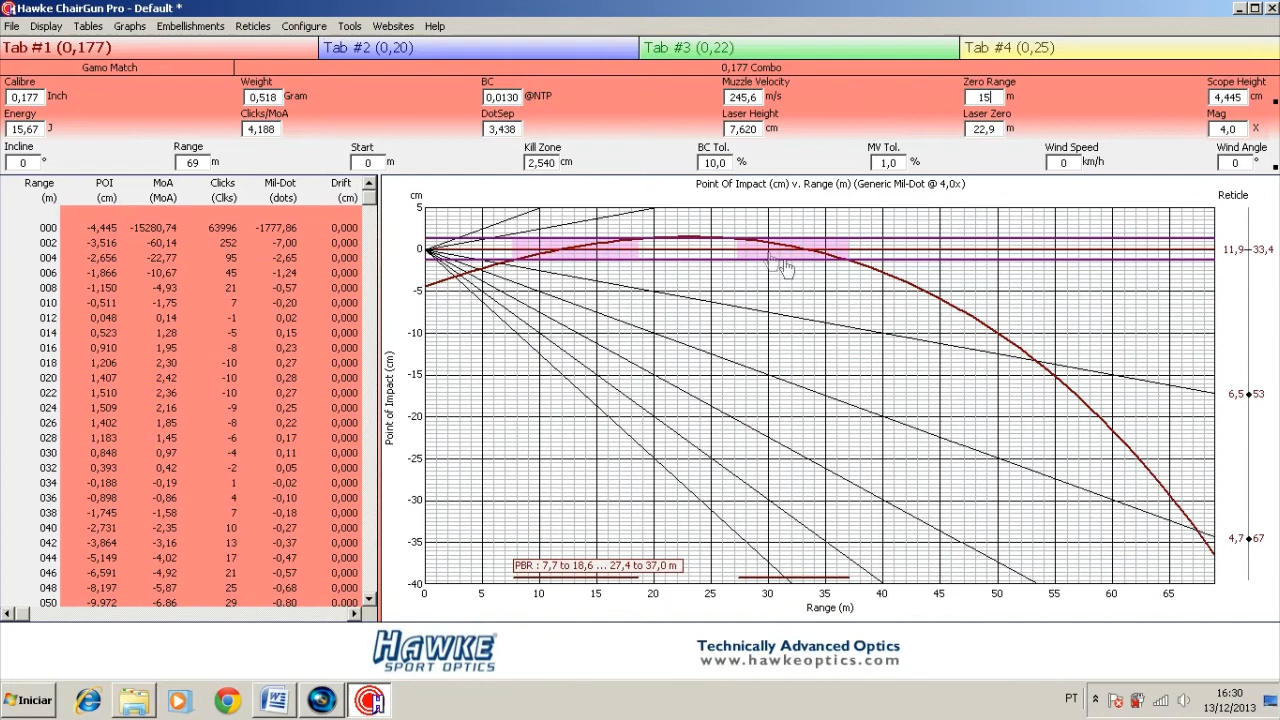 Hawke ChairGun Pro - Default *
File Display Tables Graphs Embellishments Reticles Configure Tools Websites Help
Tab #1 (0,177) Tab #2 (0,20) Tab #3 (0,22) Tab #4 (0,25)
Gamo Match 0,177 Combo
Calibre Weight BC Muzzle Velocity Zero Range Scope Height
0,177 Inch 0,518 Gram 0,0130 @NTP 245,6 m/s 15 m 4,445 cm
Energy Clicks/MoA DotSep Laser Height Laser Zero Mag
15,67 J 4,188 3,438 7,620 cm 22,9 m 4,0 X
Incline Range Start Kill Zone BC Tol. MV Tol. Wind Speed Wind Angle
0 ° 69 m 0 m 2,540 cm 10,0 % 1,0 % 0 km/h 0 °
Range POI MoA Clicks Mil-Dot Drift
(m) (cm) (MoA) (Clks) (dots) (cm)
000 -4,445 -15280,74 63996 -1777,86 0,000
002 -3,516 -60,14 252 -7,00 0,000
004 -2,656 -22,77 95 -2,65 0,000
006 -1,866 -10,67 45 -1,24 0,000
008 -1,150 -4,93 21 -0,57 0,000
010 -0,511 -1,75 7 -0,20 0,000
012 0,048 0,14 -1 0,02 0,000
014 0,523 1,28 -5 0,15 0,000
016 0,910 1,95 -8 0,23 0,000
018 1,206 2,30 -10 0,27 0,000
020 1,407 2,42 -10 0,28 0,000
022 1,510 2,36 -10 0,27 0,000
024 1,509 2,16 -9 0,25 0,000
026 1,402 1,85 -8 0,22 0,000
028 1,183 1,45 -6 0,17 0,000
030 0,848 0,97 -4 0,11 0,000
032 0,393 0,42 -2 0,05 0,000
034 -0,188 -0,19 1 -0,02 0,000
036 -0,898 -0,86 4 -0,10 0,000
038 -1,745 -1,58 7 -0,18 0,000
040 -2,731 -2,35 10 -0,27 0,000
042 -3,864 -3,16 13 -0,37 0,000
044 -5,149 -4,02 17 -0,47 0,000
046 -6,591 -4,92 21 -0,57 0,000
048 -8,197 -5,87 25 -0,68 0,000
050 -9,972 -6,86 29 -0,80 0,000
Point Of Impact (cm) v. Range (m) (Generic Mil-Dot @ 4,0x)
cm Reticle
5
0
-5
-10
-15
-20
-25
-30
-35
-40
Point of Impact (cm)
11,9 33,4
6,5 53
4,7 67
PBR : 7,7 to 18,6 ... 27,4 to 37,0 m
0 5 10 15 20 25 30 35 40 45 50 55 60 65
Range (m)
HAWKE
SPORT OPTICS
Technically Advanced Optics
www.hawkeoptics.com
Iniciar
PT
16:30
13/12/2013